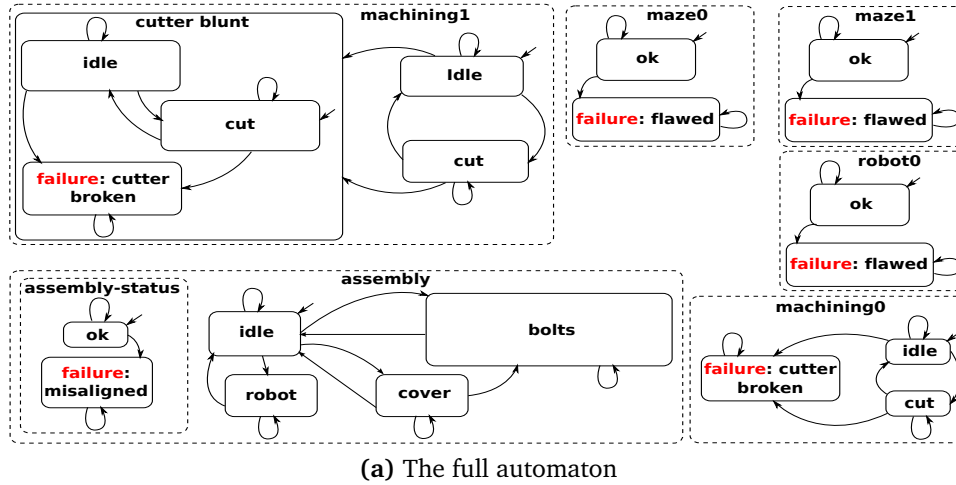 cutter blunt
idle
cut
failure: cutter
broken
machining1
Idle
cut
maze0
ok
failure: flawed
maze1
ok
failure: flawed
robot0
ok
failure: flawed
assembly-status
ok
failure:
misaligned
assembly
idle
bolts
robot
cover
machining0
failure: cutter
broken
idle
cut
(a) The full automaton